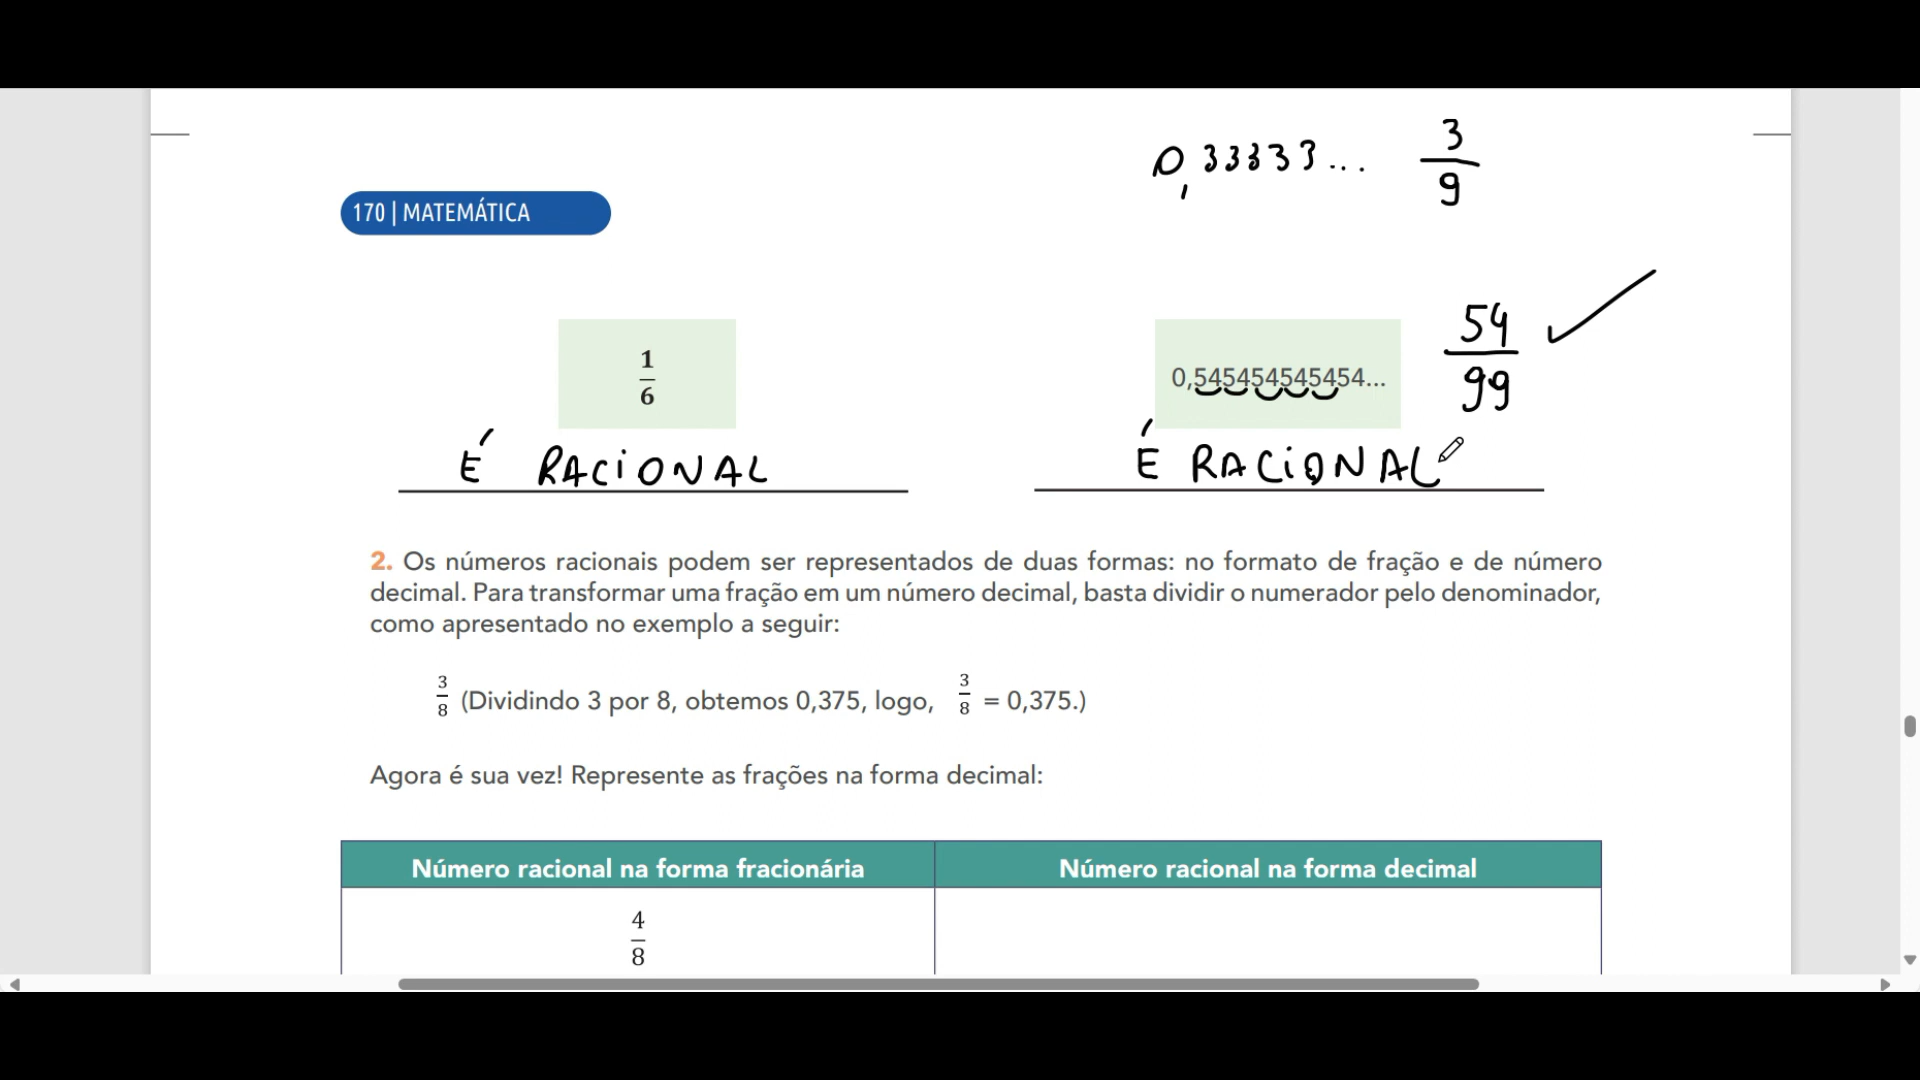 0,33333... 3/9
170 | MATEMÁTICA
1/6
0,545454545454... 54/99
É RACIONAL
É RACIONAL
2. Os números racionais podem ser representados de duas formas: no formato de fração e de número
decimal. Para transformar uma fração em um número decimal, basta dividir o numerador pelo denominador,
como apresentado no exemplo a seguir:
3/8 (Dividindo 3 por 8, obtemos 0,375, logo, 3/8 = 0,375.)
Agora é sua vez! Represente as frações na forma decimal:
Número racional na forma fracionária
Número racional na forma decimal
4/8